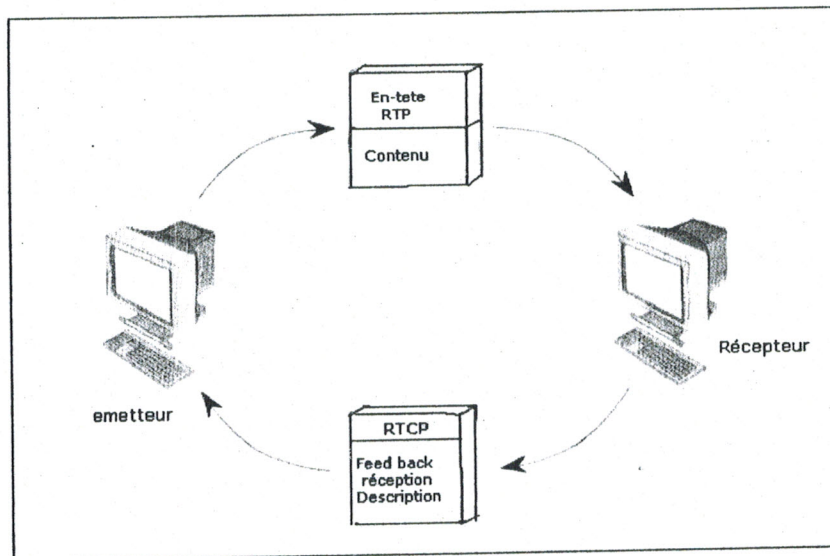 En-tete
RTP
Contenu
Récepteur
emetteur
RTCP
Feed back
réception
Description